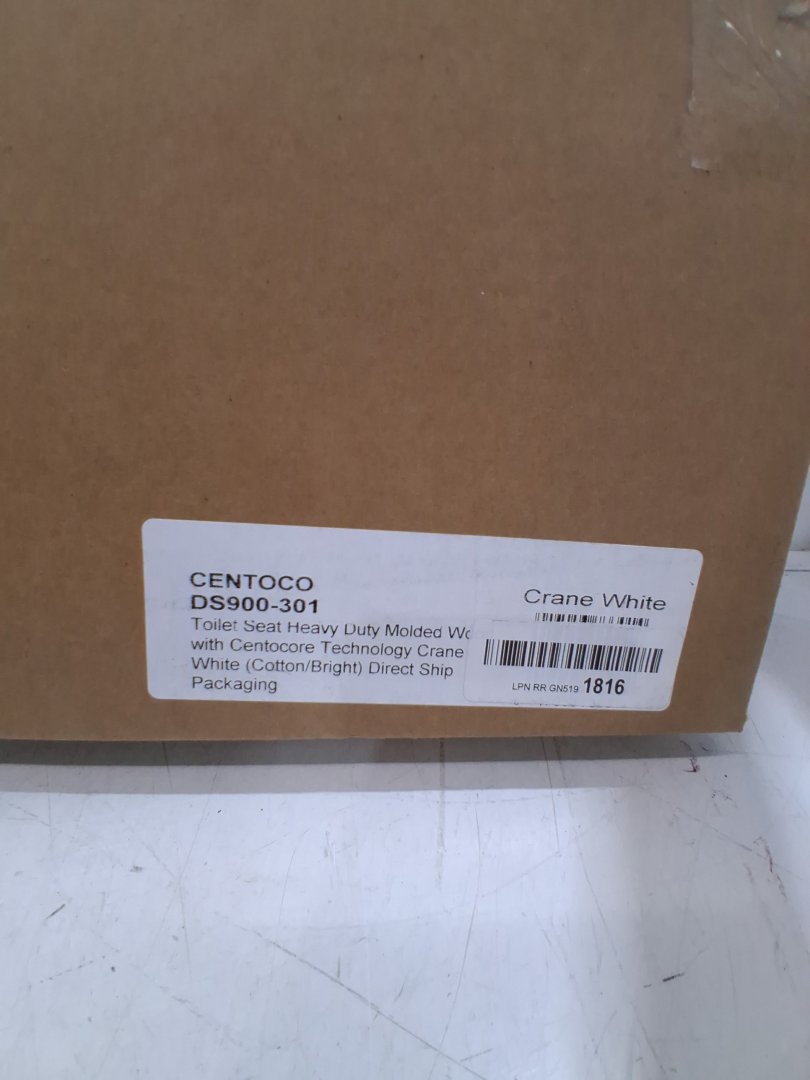 CENTOCO
DS900-301
Toilet Seat Heavy Duty Molded
with Centocore Technology Crane
White (Cotton/Bright) Direct Ship
Packaging
Crane White
LPN RR GN519 1816